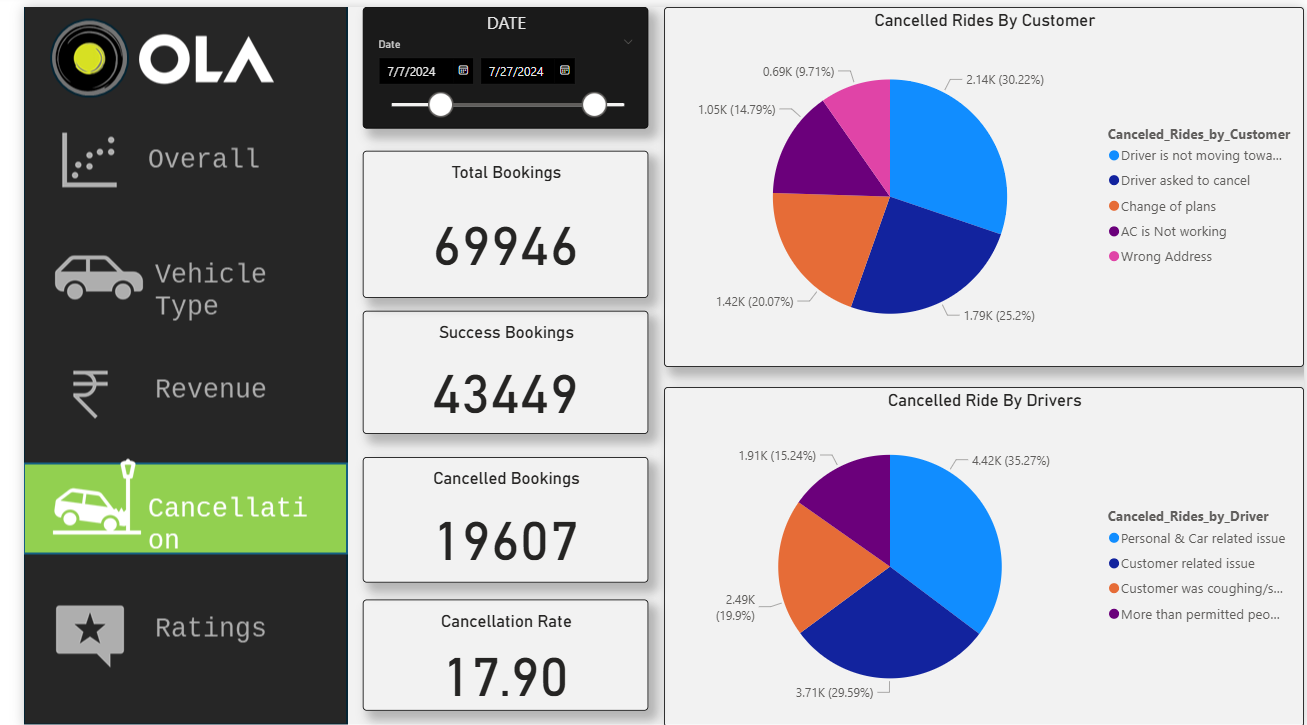 OLA
Overall
Vehicle
Type
₹
Revenue
Cancellati
on
Ratings
DATE
Date
7/7/2024
7/27/2024
Total Bookings
69946
Success Bookings
43449
Cancelled Bookings
19607
Cancellation Rate
17.90
Cancelled Rides By Customer
0.69K (9.71%)
2.14K (30.22%)
1.05K (14.79%)
1.42K (20.07%)
1.79K (25.2%)
Canceled_Rides_by_Customer
Driver is not moving towa...
Driver asked to cancel
Change of plans
AC is Not working
Wrong Address
Cancelled Ride By Drivers
1.91K (15.24%)
4.42K (35.27%)
2.49K
(19.9%)
3.71K (29.59%)
Canceled_Rides_by_Driver
Personal & Car related issue
Customer related issue
Customer was coughing/s...
More than permitted peo...